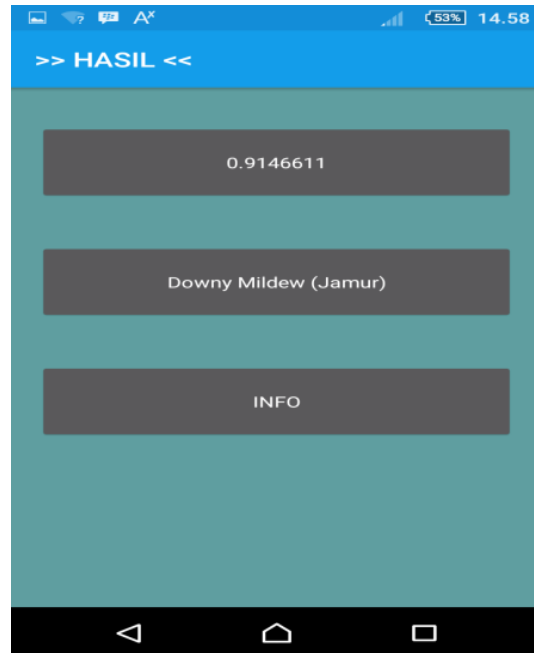 53% 14.58
>> HASIL <<
0.9146611
Downy Mildew (Jamur)
INFO